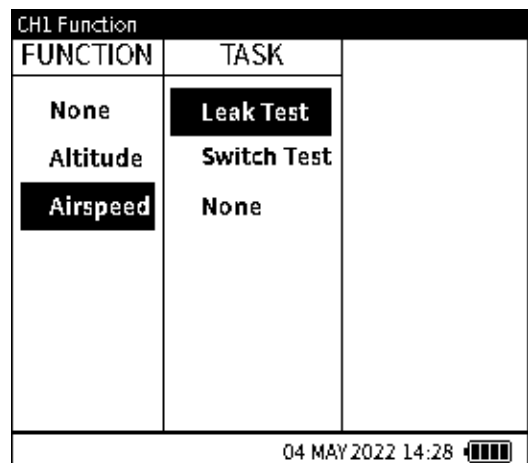 CH1 Function
FUNCTION TASK
None Leak Test
Altitude Switch Test
Airspeed None
04 MAY 2022 14:28